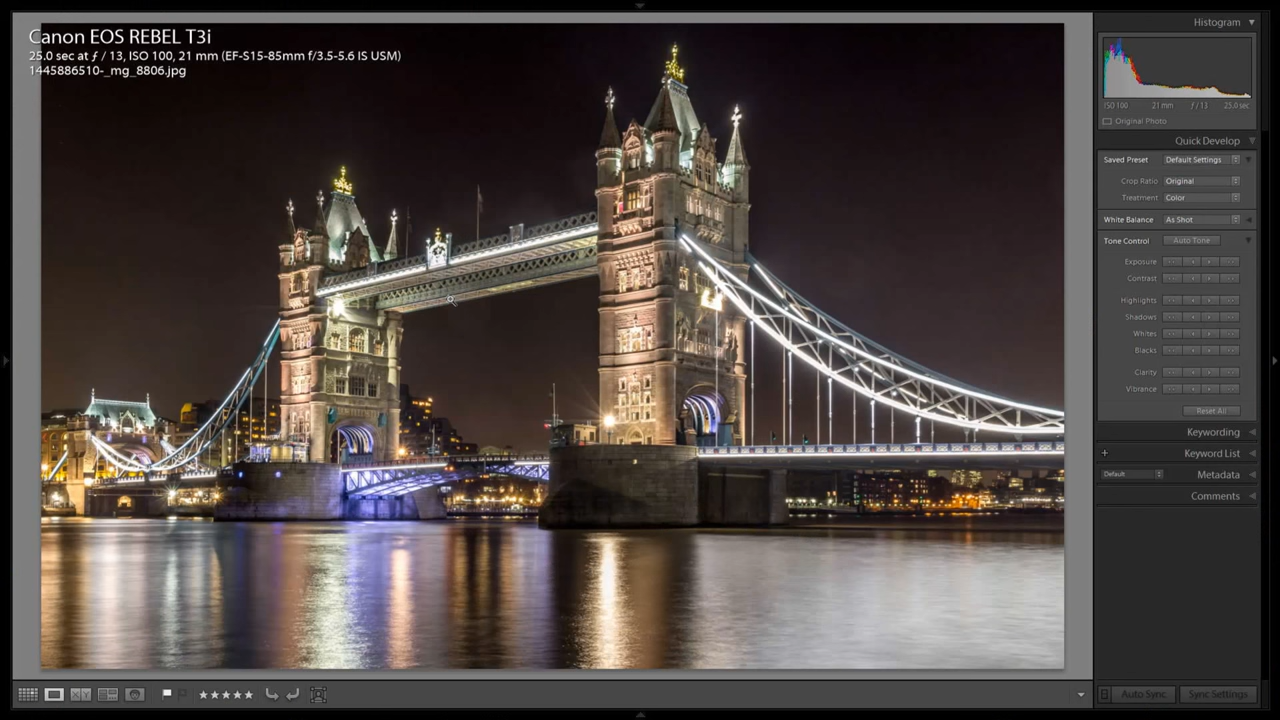 Canon EOS REBEL T3i
25.0 sec at ƒ / 13, ISO 100, 21 mm (EF-S15-85mm f/3.5-5.6 IS USM)
1445886510-_mg_8806.jpg
Histogram
ISO 100 21 mm ƒ / 13 25.0 sec
Original Photo
Quick Develop
Saved Preset Default Settings
Crop Ratio Original
Treatment Color
White Balance As Shot
Tone Control Auto Tone
Exposure
Contrast
Highlights
Shadows
Whites
Blacks
Clarity
Vibrance
Reset All
Keywording
+ Keyword List
Default Metadata
Comments
X Y
Auto Sync Sync Settings